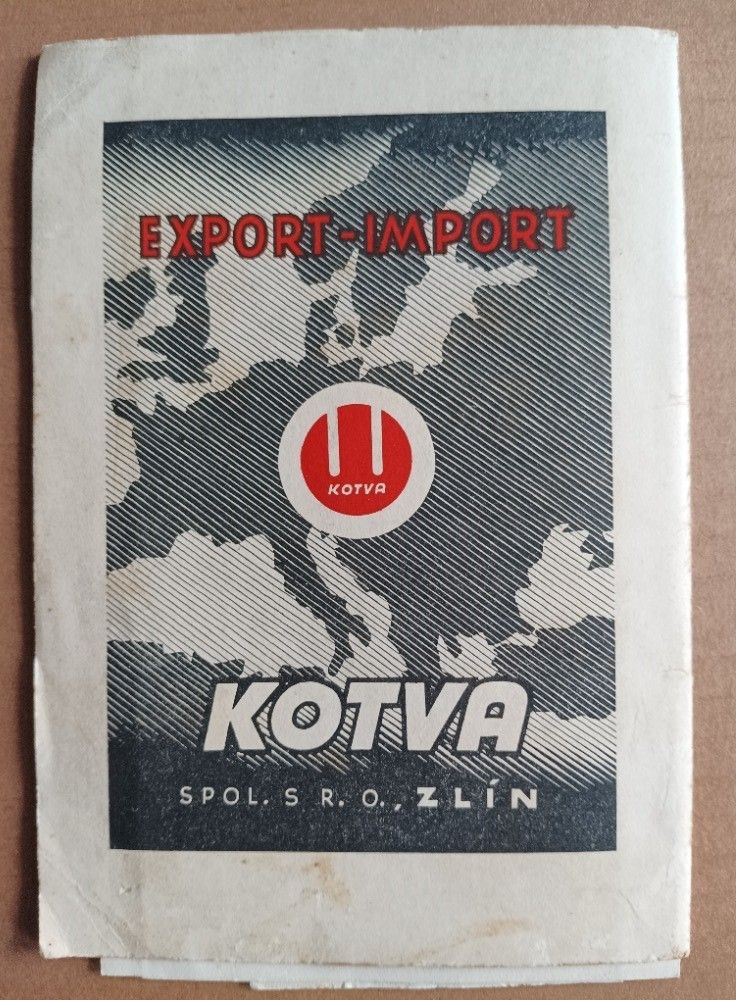 EXPORT-IMPORT
KOTVA
KOTVA
SPOL. S R. O., ZLÍN